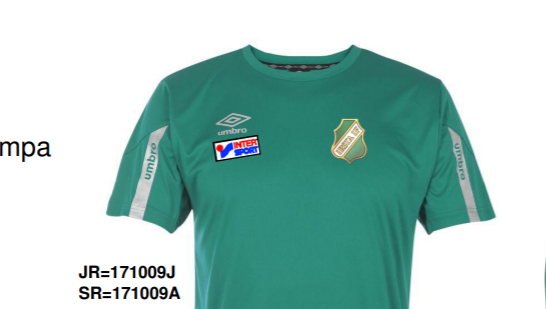 mpa
umbro
INTER
SPORT
umbro
umbro
JR=171009J
SR=171009A